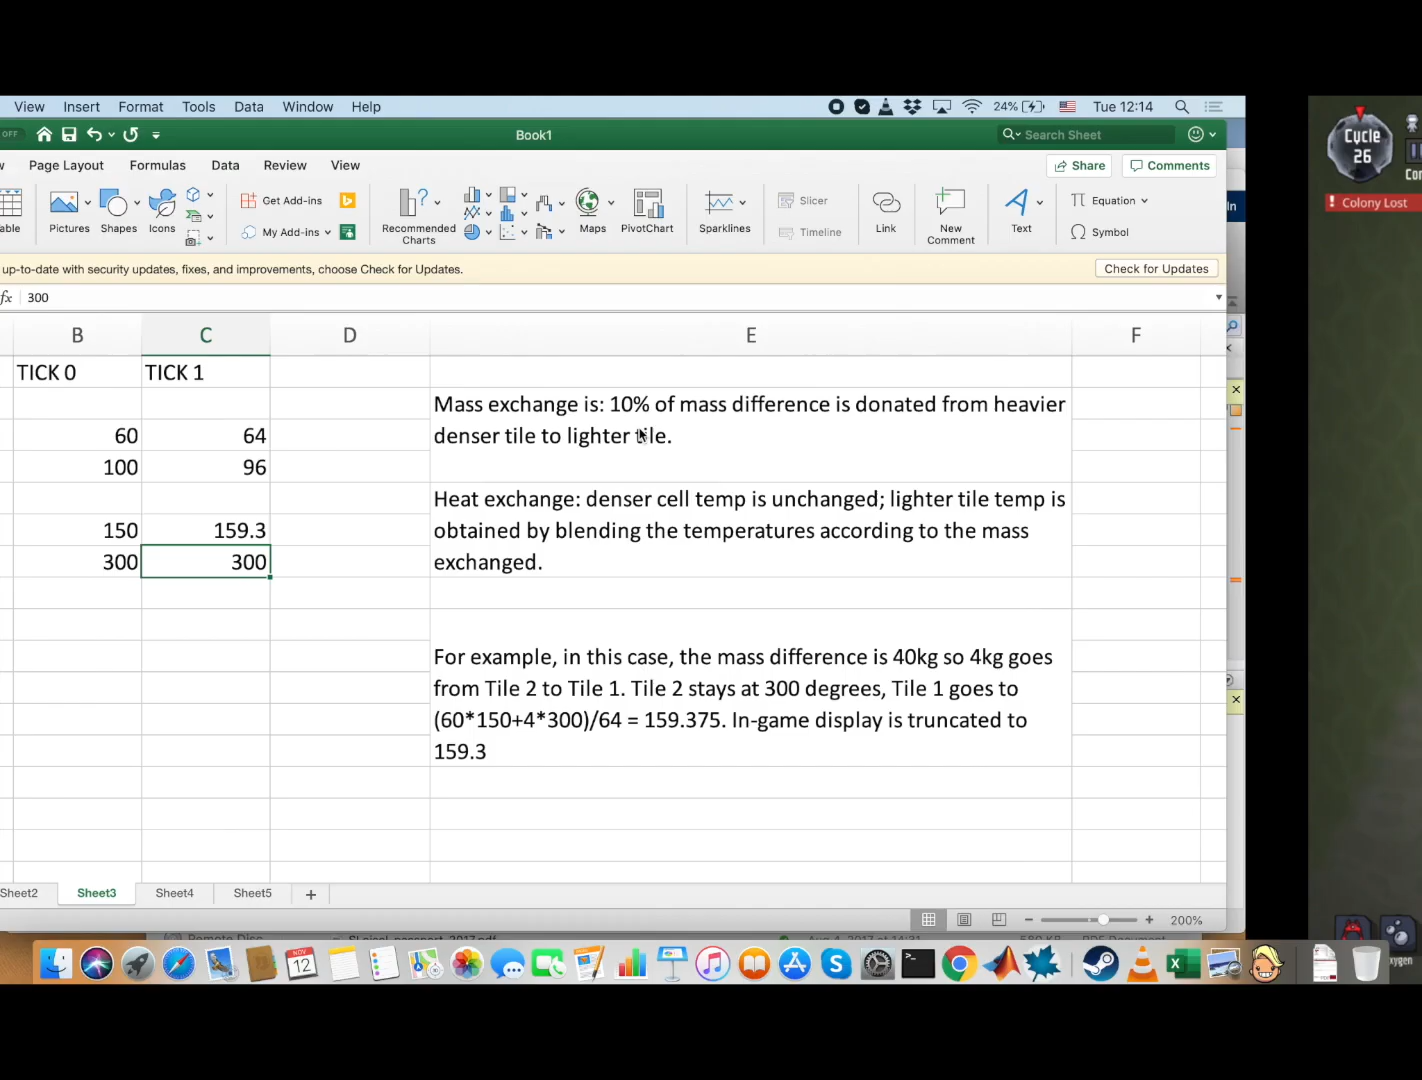 View Insert Format Tools Data Window Help 24% Tue 12:14
OFF Book1 Search Sheet
Page Layout Formulas Data Review View Share Comments
Get Add-ins Slicer Equation
My Add-ins Timeline Symbol
Pictures Shapes Icons Recommended Charts Maps PivotChart Sparklines Link New Comment Text
up-to-date with security updates, fixes, and improvements, choose Check for Updates. Check for Updates
fx 300
B C D E F
TICK 0 TICK 1
Mass exchange is: 10% of mass difference is donated from heavier
denser tile to lighter tile.
60 64
100 96
Heat exchange: denser cell temp is unchanged; lighter tile temp is
obtained by blending the temperatures according to the mass
exchanged.
150 159.3
300 300
For example, in this case, the mass difference is 40kg so 4kg goes
from Tile 2 to Tile 1. Tile 2 stays at 300 degrees, Tile 1 goes to
(60*150+4*300)/64 = 159.375. In-game display is truncated to
159.3
Sheet2 Sheet3 Sheet4 Sheet5 +
200%
NOV
12
Cycle
26
! Colony Lost